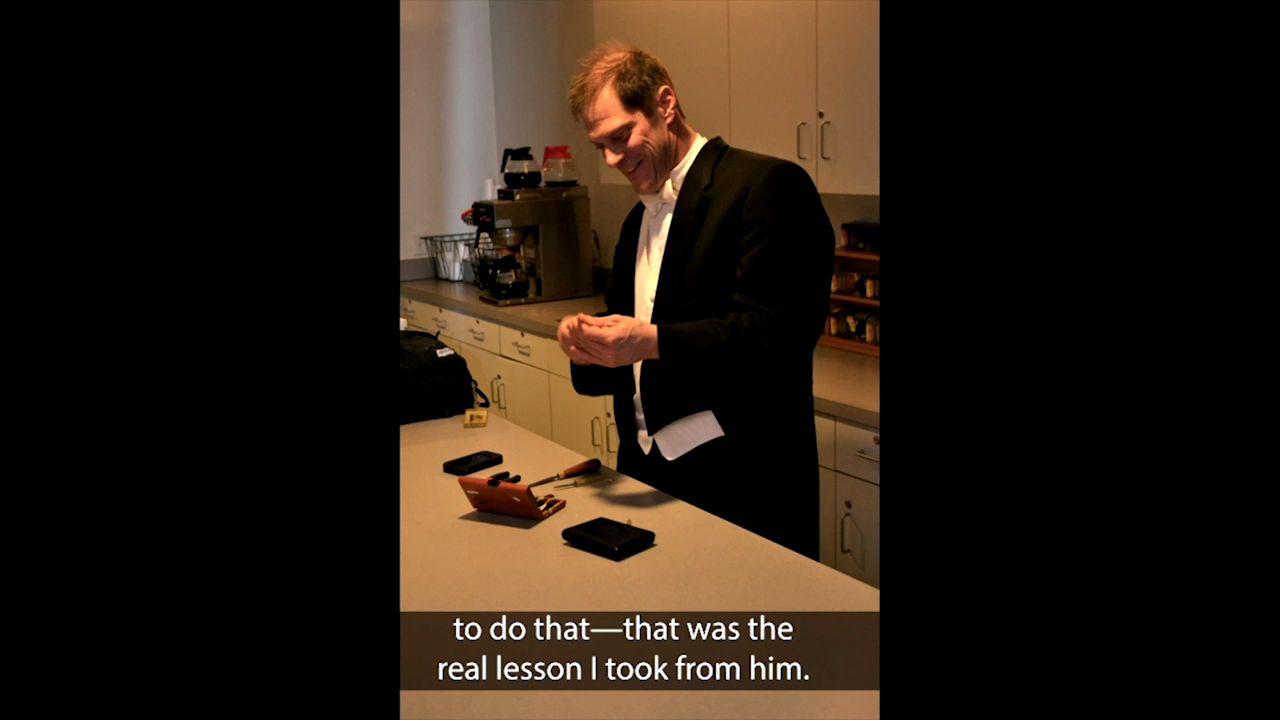 to do that—that was the
real lesson I took from him.